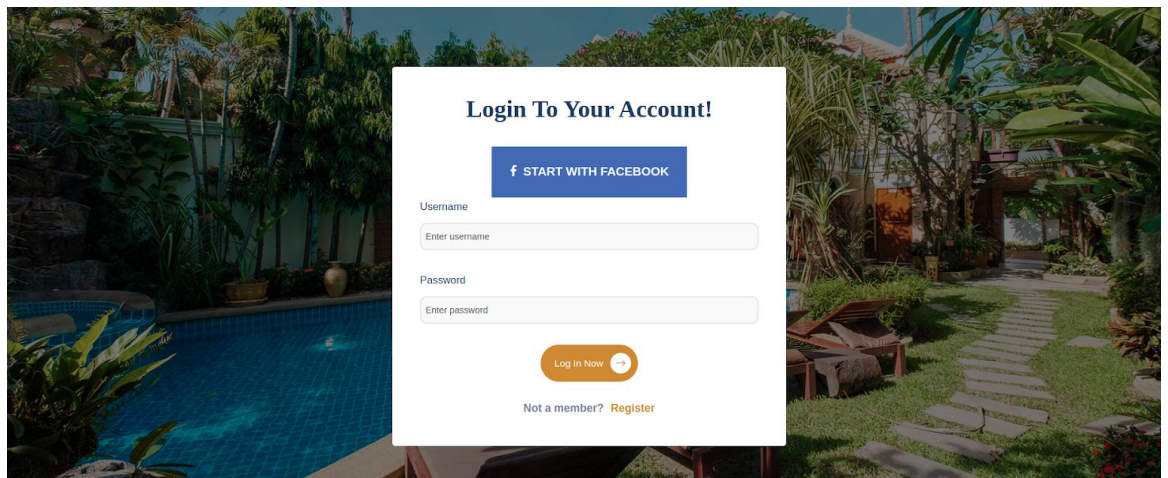 Login To Your Account!
START WITH FACEBOOK
Username
Enter username
Password
Enter password
Log In Now
Not a member? Register